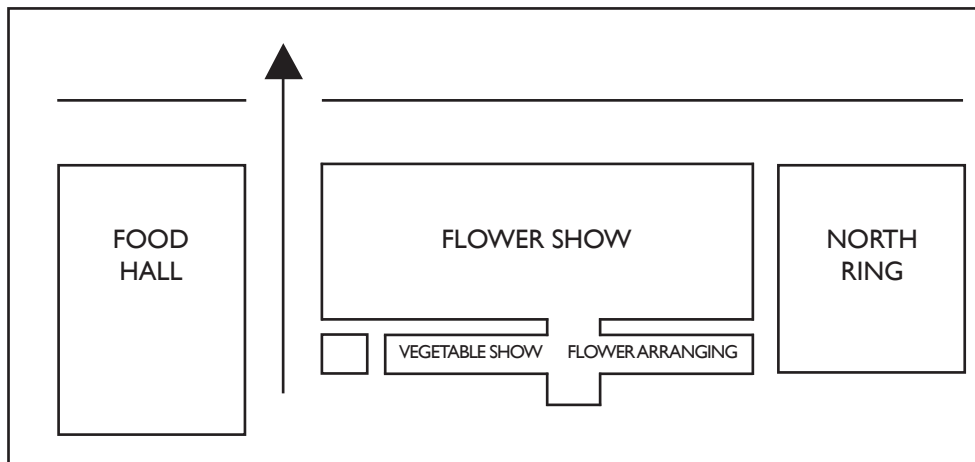 FOOD
HALL
FLOWER SHOW
NORTH
RING
VEGETABLE SHOW
FLOWER ARRANGING